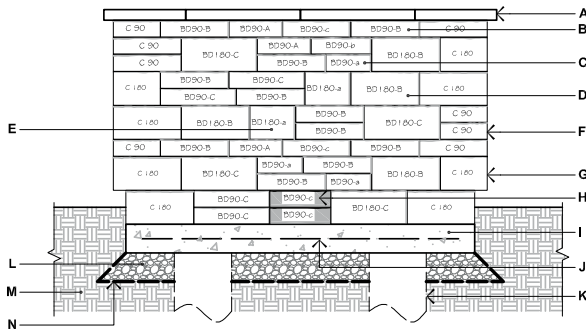 A
C 90 BD90-B BD90-A BD90-c BD90-B C 90 B
C 90 BD180-C BD90-A BD90-b BD180-B C 180
C 90 BD90-B BD90-a C
C 180 BD90-B BD90-C BD180-a BD180-B C 180 D
BD90-C BD90-B
C 180 BD180-B BD180-a BD90-B BD180-C C 90
E BD90-B C 90 F
C 90 BD90-B BD90-A BD90-c BD90-B C 90
C 180 BD180-C BD90-a BD90-B BD180-B C 180 G
BD90-B BD90-a
C 180 BD90-C BD90-c BD180-C C 180 H
BD90-C BD90-c
I
L J
M K
N